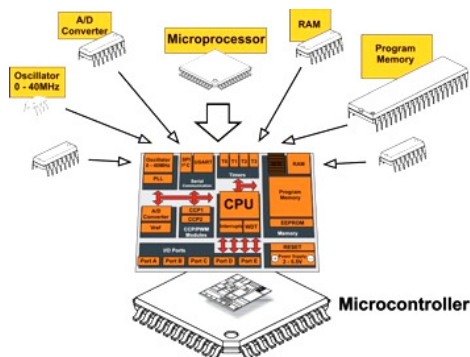 A/D
Converter
Microprocessor
RAM
Program
Memory
Oscillator
0 - 40MHz
Oscillator
0 - 40MHz
PLL
SPI
I²C
USART
Serial
Communication
T0 T1 T2 T3
Timers
RAM
Program
Memory
EEPROM
Memory
A/D
Converter
Vref
CCP1
CCP2
CCP/PWM
Modules
CPU
Interrupts
WDT
I/O Ports
Port A Port B Port C Port D Port E
RESET
Power Supply
2 - 5.5V
Microcontroller